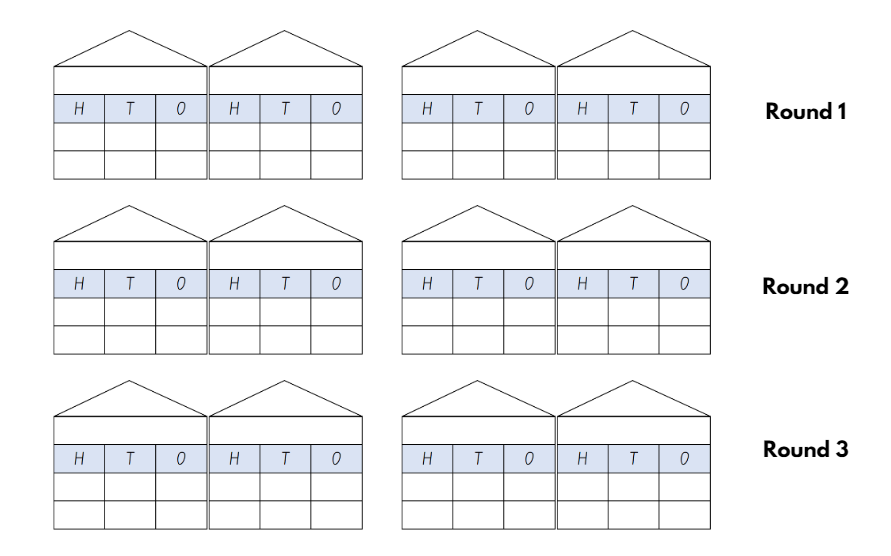 H T O H T O H T O H T O Round 1
H T O H T O H T O H T O Round 2
H T O H T O H T O H T O Round 3